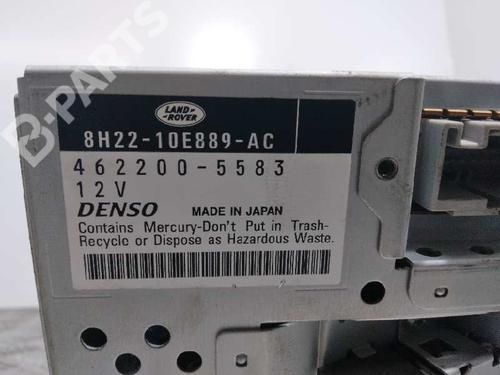 B-PARTS
LAND-
ROVER
8H22-10E889-AC
462200-5583
12V
DENSO MADE IN JAPAN
Contains Mercury-Don't Put in Trash-
Recycle or Dispose as Hazardous Waste.